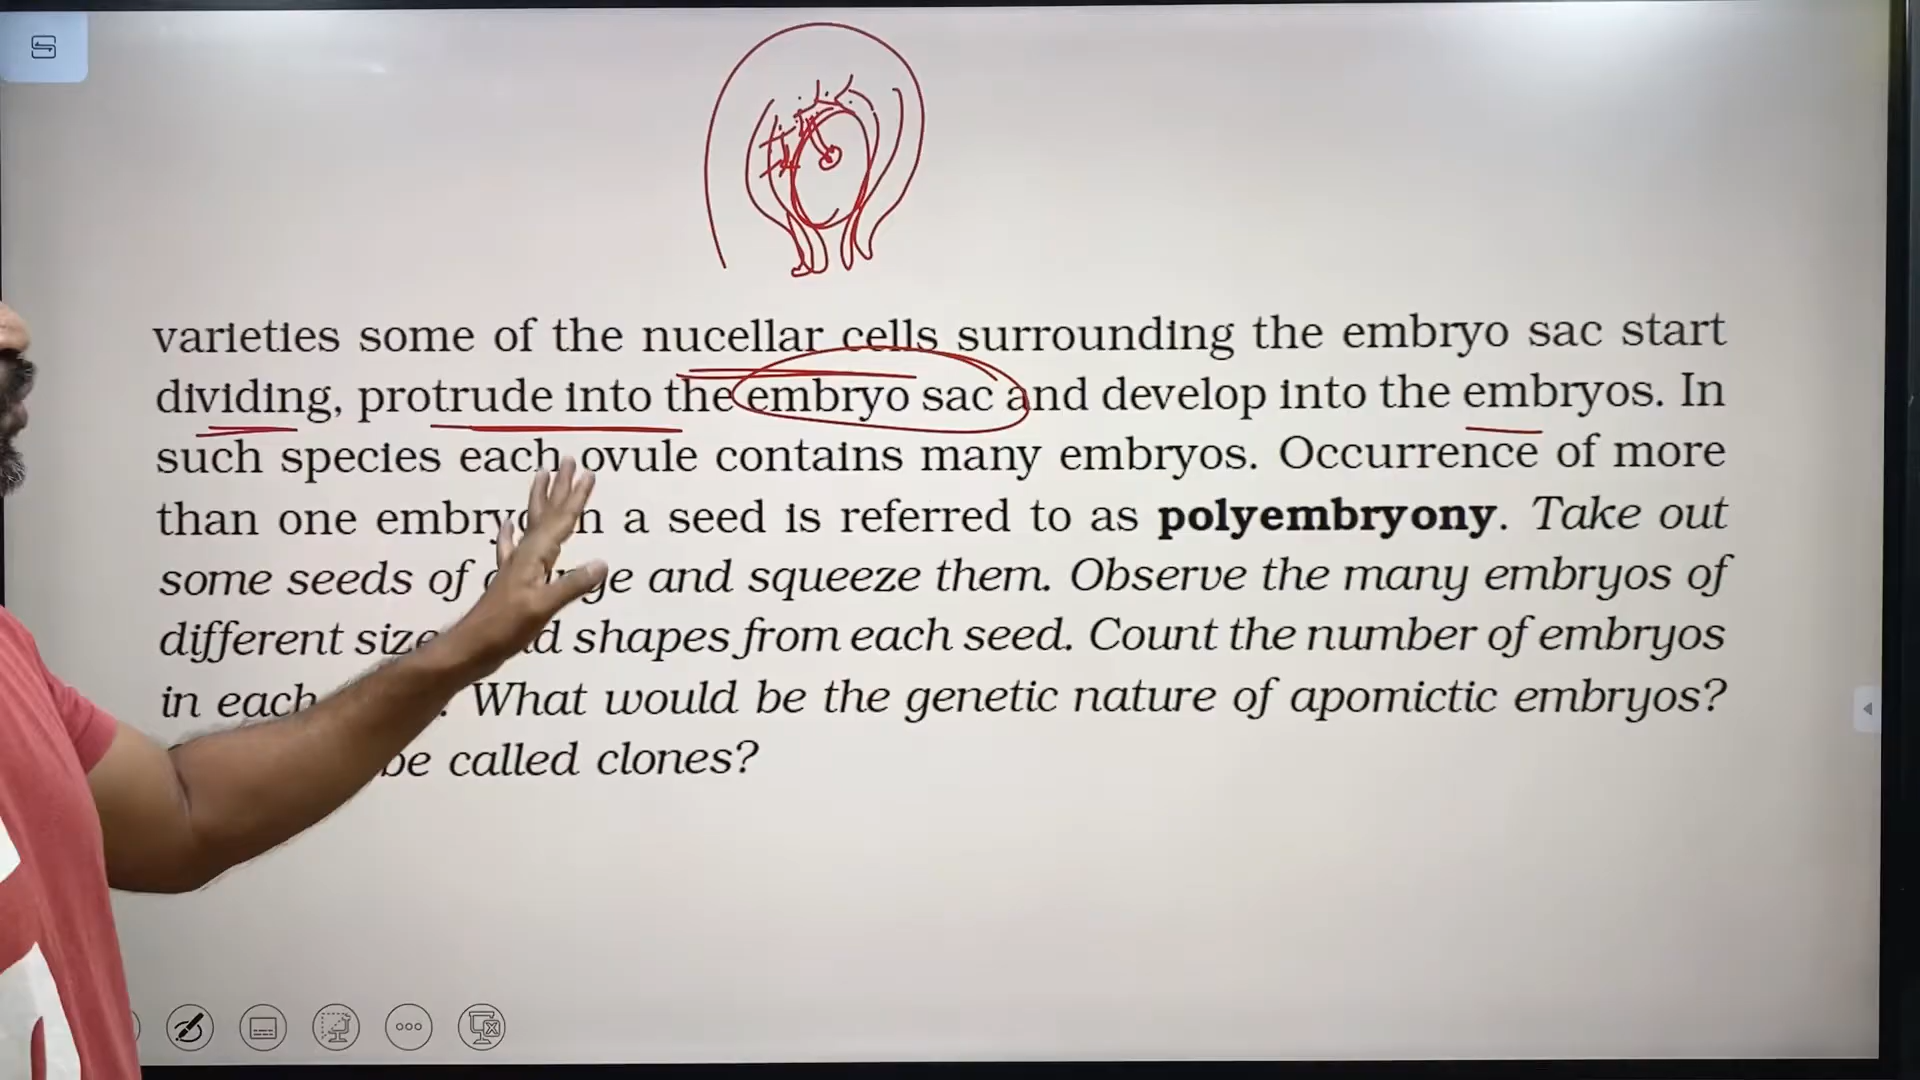 varieties some of the nucellar cells surrounding the embryo sac start
dividing, protrude into the embryo sac and develop into the embryos. In
such species each ovule contains many embryos. Occurrence of more
than one embryo in a seed is referred to as polyembryony. Take out
some seeds of and squeeze them. Observe the many embryos of
different size shapes from each seed. Count the number of embryos
in each What would be the genetic nature of apomictic embryos?
be called clones?